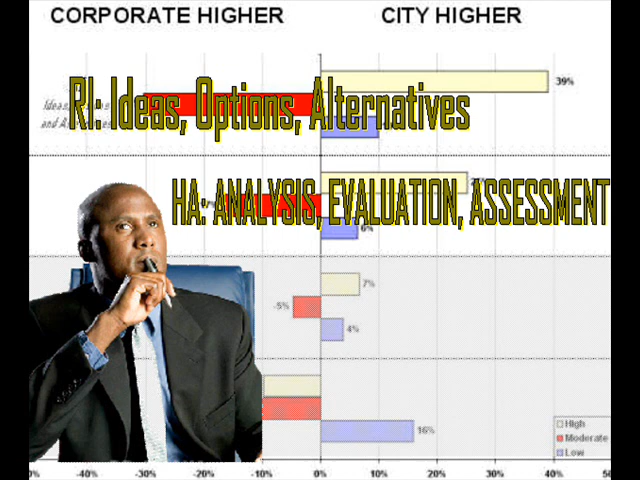 CORPORATE HIGHER CITY HIGHER
39%
RI: Ideas, Options, Alternatives
HA: ANALYSIS, EVALUATION, ASSESSMENT
6%
7%
-5%
4%
16%
High
Moderate
Low
-40% -30% -20% -10% 0% 10% 20% 30% 40%